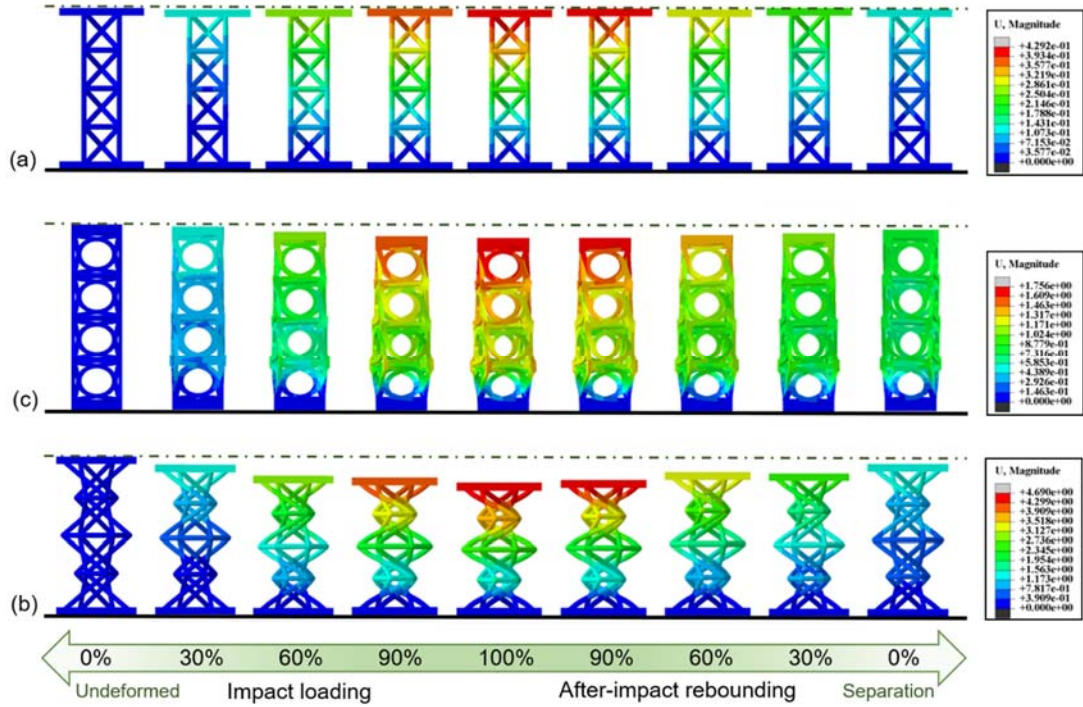 (a)
U, Magnitude
+4.292e-01
+3.934e-01
+3.577e-01
+3.219e-01
+2.861e-01
+2.504e-01
+2.146e-01
+1.788e-01
+1.431e-01
+1.073e-01
+7.153e-02
+3.577e-02
+0.000e+00
(c)
U, Magnitude
+1.756e+00
+1.609e+00
+1.463e+00
+1.317e+00
+1.171e+00
+1.024e+00
+8.779e-01
+7.316e-01
+5.853e-01
+4.389e-01
+2.926e-01
+1.463e-01
+0.000e+00
(b)
U, Magnitude
+4.690e+00
+4.299e+00
+3.909e+00
+3.518e+00
+3.127e+00
+2.736e+00
+2.345e+00
+1.954e+00
+1.563e+00
+1.173e+00
+7.817e-01
+3.909e-01
+0.000e+00
0% 30% 60% 90% 100% 90% 60% 30% 0%
Undeformed Impact loading After-impact rebounding Separation